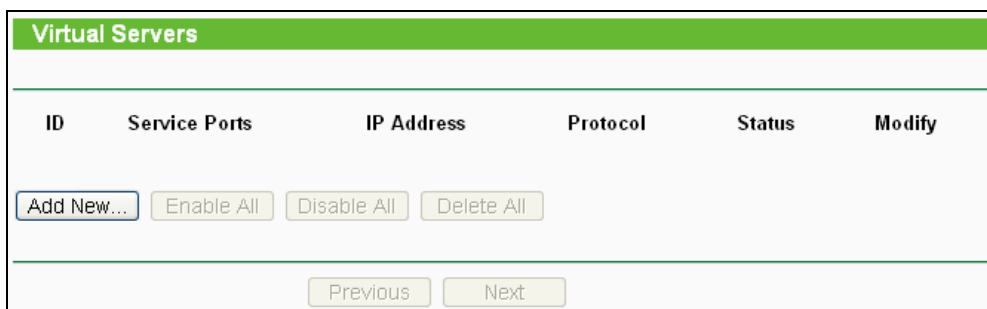 Virtual Servers
ID Service Ports IP Address Protocol Status Modify
Add New... Enable All Disable All Delete All
Previous Next